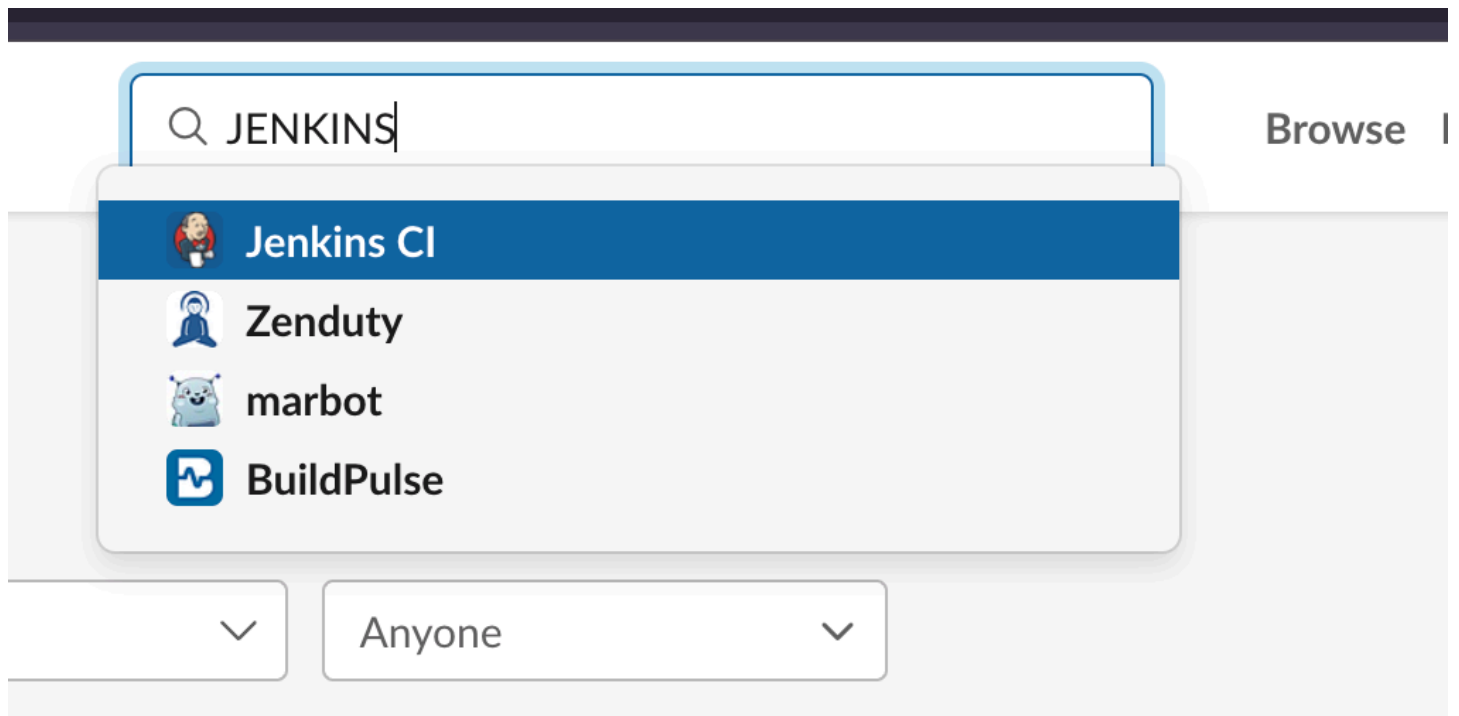 JENKINS
Browse
Jenkins CI
Zenduty
marbot
BuildPulse
Anyone